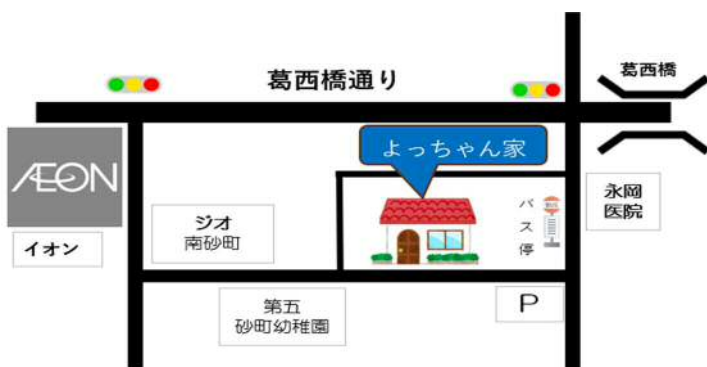 葛西橋通り
葛西橋
ÆON
イオン
よっちゃん家
ジオ
南砂町
バス停
永岡
医院
第五
砂町幼稚園
P